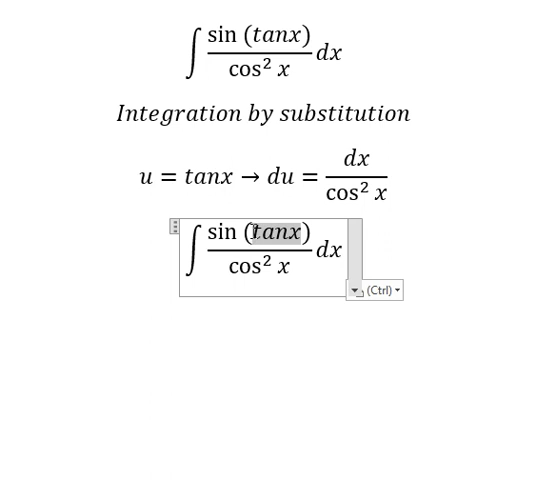 ∫ sin (tanx) / cos² x dx
Integration by substitution
u = tanx → du = dx / cos² x
∫ sin (tanx) / cos² x dx
(Ctrl)